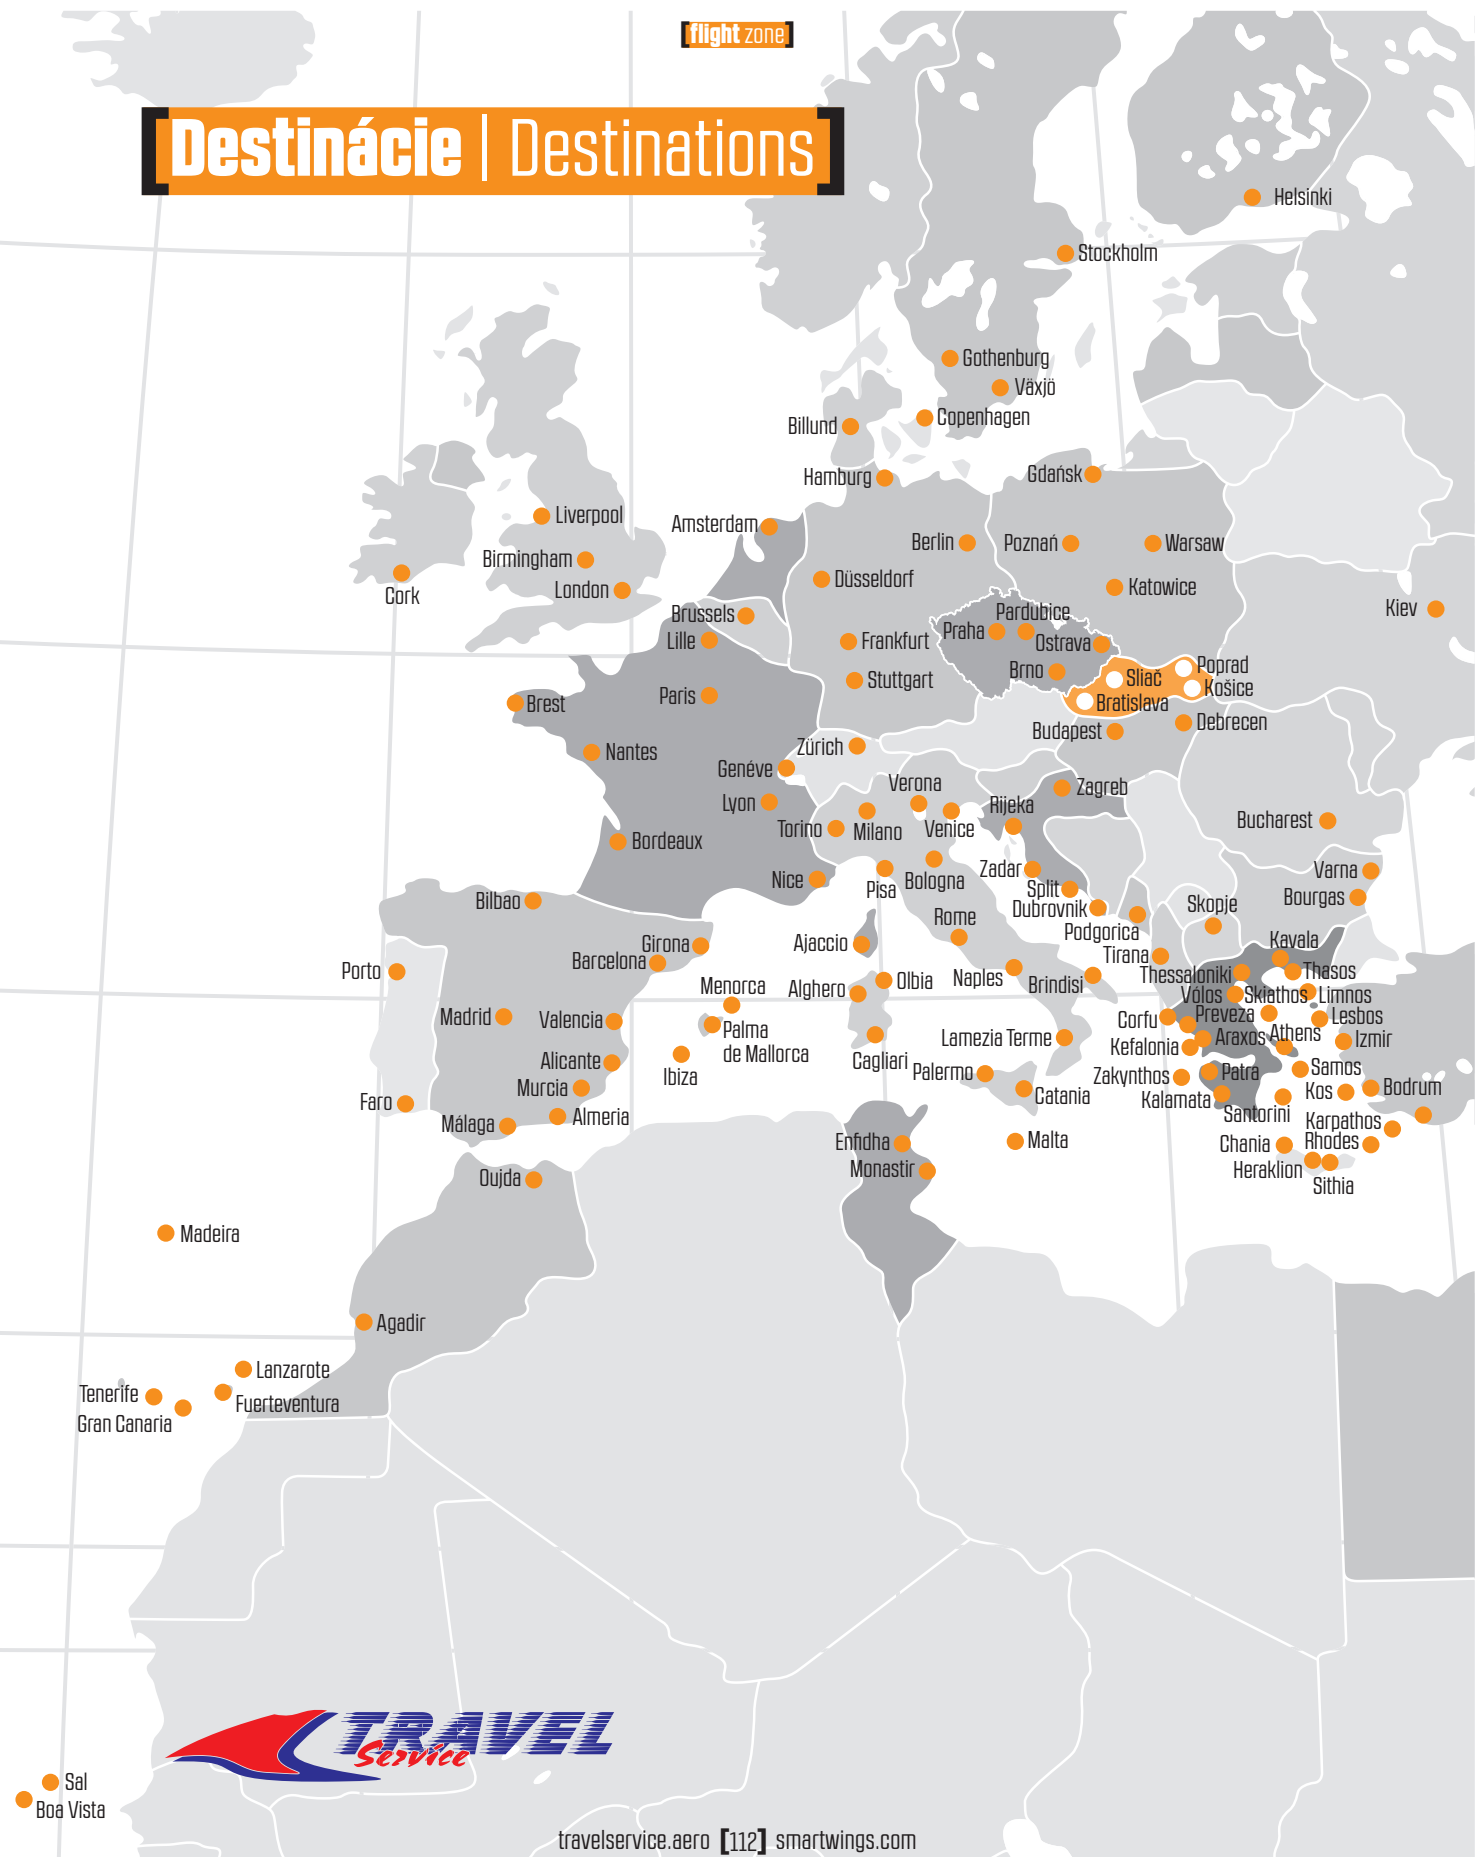 [flight zone]
[Destinácie | Destinations]
Helsinki
Stockholm
Gothenburg
Växjö
Copenhagen
Billund
Hamburg
Gdańsk
Liverpool
Amsterdam
Berlin
Poznań
Warsaw
Birmingham
Düsseldorf
Katowice
London
Cork
Kiev
Brussels
Pardubice
Praha
Lille
Frankfurt
Ostrava
Poprad
Brno
Sliač
Stuttgart
Košice
Paris
Brest
Bratislava
Debrecen
Budapest
Zürich
Nantes
Genéve
Verona
Zagreb
Lyon
Rijeka
Torino
Milano
Venice
Bucharest
Bordeaux
Zadar
Varna
Nice
Pisa
Bologna
Split
Bourgas
Bilbao
Dubrovnik
Skopje
Rome
Podgorica
Girona
Ajaccio
Kavala
Barcelona
Tirana
Porto
Thessaloniki
Thasos
Menorca
Alghero
Olbia
Naples
Brindisi
Vólos
Skiathos
Limnos
Madrid
Valencia
Palma
de Mallorca
Corfu
Preveza
Lesbos
Lamezia Terme
Araxos
Athens
Izmir
Alicante
Kefalonia
Cagliari
Ibiza
Palermo
Zakynthos
Patra
Samos
Murcia
Catania
Kos
Bodrum
Faro
Kalamata
Santorini
Málaga
Almeria
Karpathos
Enfidha
Malta
Chania
Rhodes
Monastir
Heraklion
Sithia
Oujda
Madeira
Agadir
Lanzarote
Tenerife
Fuerteventura
Gran Canaria
TRAVEL
Service
Sal
Boa Vista
travelservice.aero [112] smartwings.com